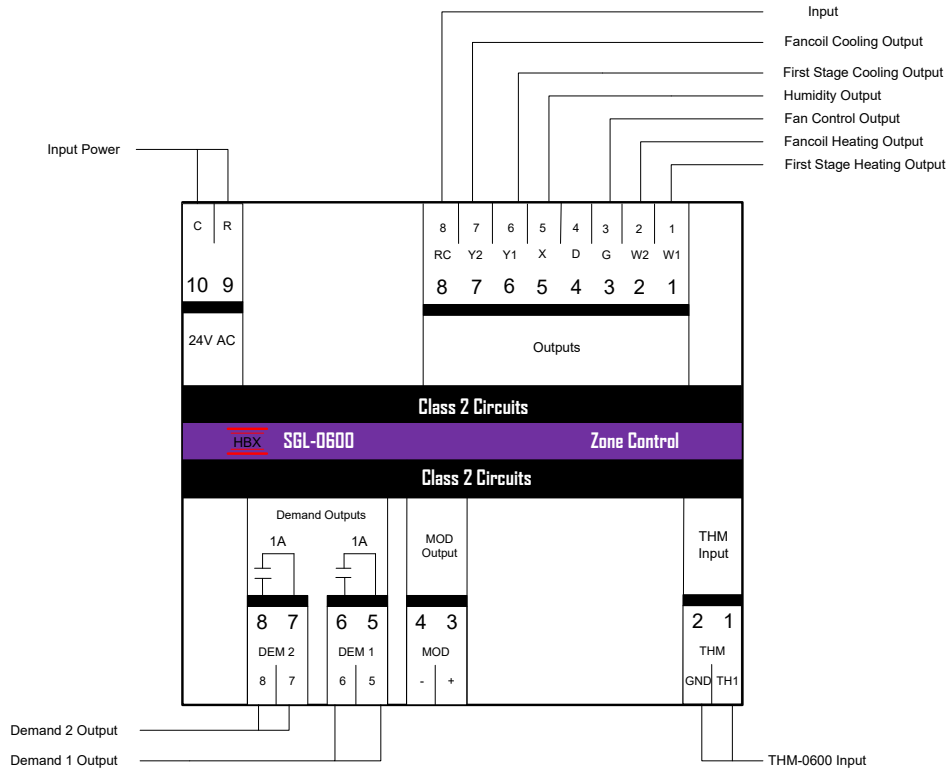 Input
Fancoil Cooling Output
First Stage Cooling Output
Humidity Output
Fan Control Output
Fancoil Heating Output
First Stage Heating Output
Input Power
C R
10 9
24V AC
8 7 6 5 4 3 2 1
RC Y2 Y1 X D G W2 W1
8 7 6 5 4 3 2 1
Outputs
Class 2 Circuits
HBX SGL-0600 Zone Control
Class 2 Circuits
Demand Outputs
1A 1A
8 7 6 5
DEM 2 DEM 1
8 7 6 5
MOD
Output
4 3
MOD
- +
THM
Input
2 1
THM
GND TH1
Demand 2 Output
Demand 1 Output
THM-0600 Input